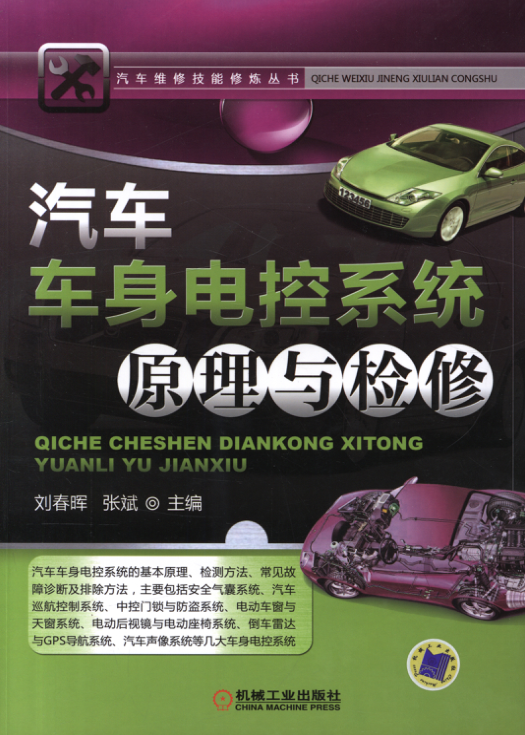 汽车维修技能修炼丛书 QICHE WEIXIU JINENG XIULIAN CONGSHU
123456
汽车
车身电控系统
原理与检修
QICHE CHESHEN DIANKONG XITONG
YUANLI YU JIANXIU
刘春晖 张斌 ◎ 主编
汽车车身电控系统的基本原理、检测方法、常见故
障诊断及排除方法，主要包括安全气囊系统、汽车
巡航控制系统、中控门锁与防盗系统、电动车窗与
天窗系统、电动后视镜与电动座椅系统、倒车雷达
与GPS导航系统、汽车声像系统等几大车身电控系统
机械工业出版社
CHINA MACHINE PRESS